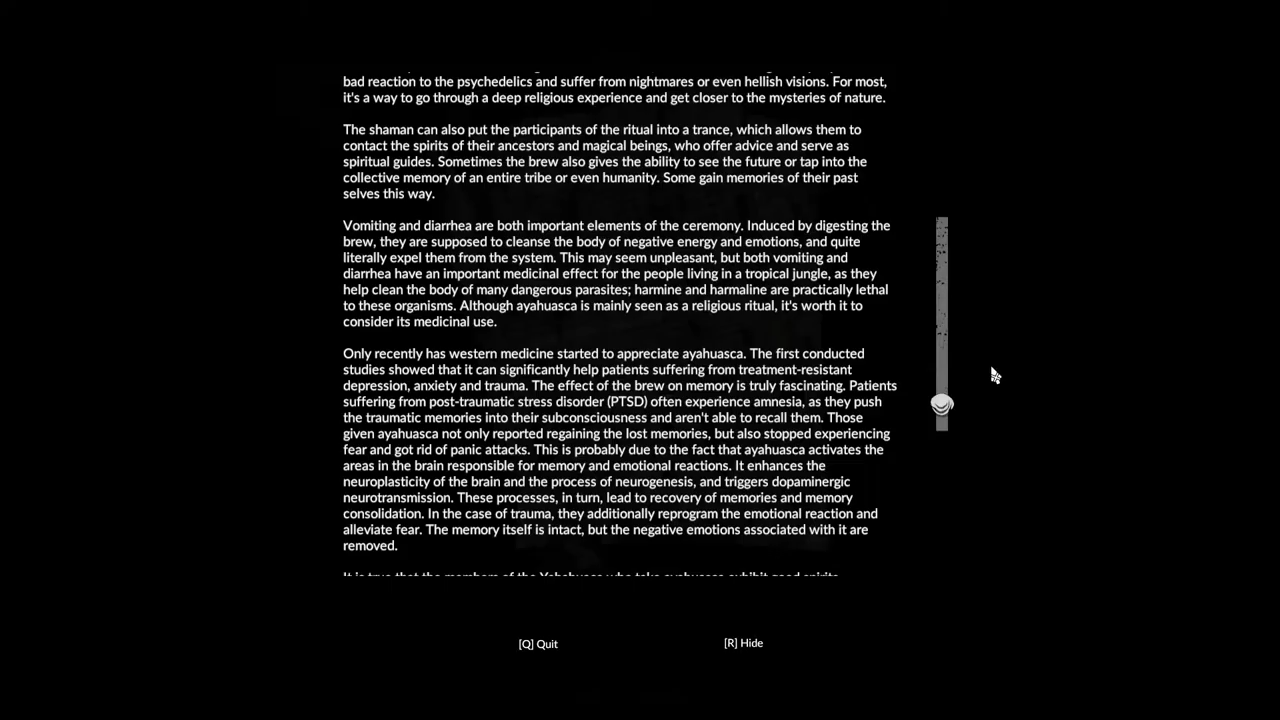 bad reaction to the psychedelics and suffer from nightmares or even hellish visions. For most,
it's a way to go through a deep religious experience and get closer to the mysteries of nature.
The shaman can also put the participants of the ritual into a trance, which allows them to
contact the spirits of their ancestors and magical beings, who offer advice and serve as
spiritual guides. Sometimes the brew also gives the ability to see the future or tap into the
collective memory of an entire tribe or even humanity. Some gain memories of their past
selves this way.
Vomiting and diarrhea are both important elements of the ceremony. Induced by digesting the
brew, they are supposed to cleanse the body of negative energy and emotions, and quite
literally expel them from the system. This may seem unpleasant, but both vomiting and
diarrhea have an important medicinal effect for the people living in a tropical jungle, as they
help clean the body of many dangerous parasites; harmine and harmaline are practically lethal
to these organisms. Although ayahuasca is mainly seen as a religious ritual, it's worth it to
consider its medicinal use.
Only recently has western medicine started to appreciate ayahuasca. The first conducted
studies showed that it can significantly help patients suffering from treatment-resistant
depression, anxiety and trauma. The effect of the brew on memory is truly fascinating. Patients
suffering from post-traumatic stress disorder (PTSD) often experience amnesia, as they push
the traumatic memories into their subconsciousness and aren't able to recall them. Those
given ayahuasca not only reported regaining the lost memories, but also stopped experiencing
fear and got rid of panic attacks. This is probably due to the fact that ayahuasca activates the
areas in the brain responsible for memory and emotional reactions. It enhances the
neuroplasticity of the brain and the process of neurogenesis, and triggers dopaminergic
neurotransmission. These processes, in turn, lead to recovery of memories and memory
consolidation. In the case of trauma, they additionally reprogram the emotional reaction and
alleviate fear. The memory itself is intact, but the negative emotions associated with it are
removed.
It is true that the members of the Yabahuaca who take ayahuasca exhibit good spirits,
[Q] Quit
[R] Hide